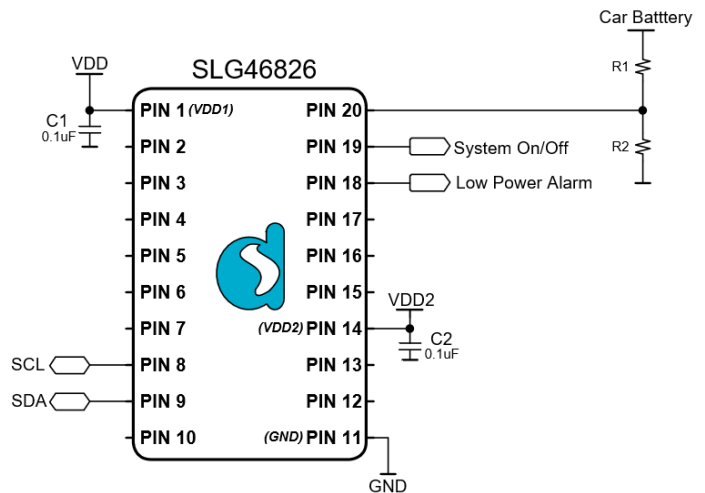 Car Batttery
R1
VDD
SLG46826
C1
0.1uF
PIN 1 (VDD1) PIN 20
PIN 2 PIN 19 System On/Off
R2
PIN 3 PIN 18 Low Power Alarm
PIN 4 PIN 17
PIN 5 PIN 16
PIN 6 PIN 15
VDD2
PIN 7 (VDD2) PIN 14
C2
0.1uF
SCL PIN 8 PIN 13
SDA PIN 9 PIN 12
PIN 10 (GND) PIN 11
GND